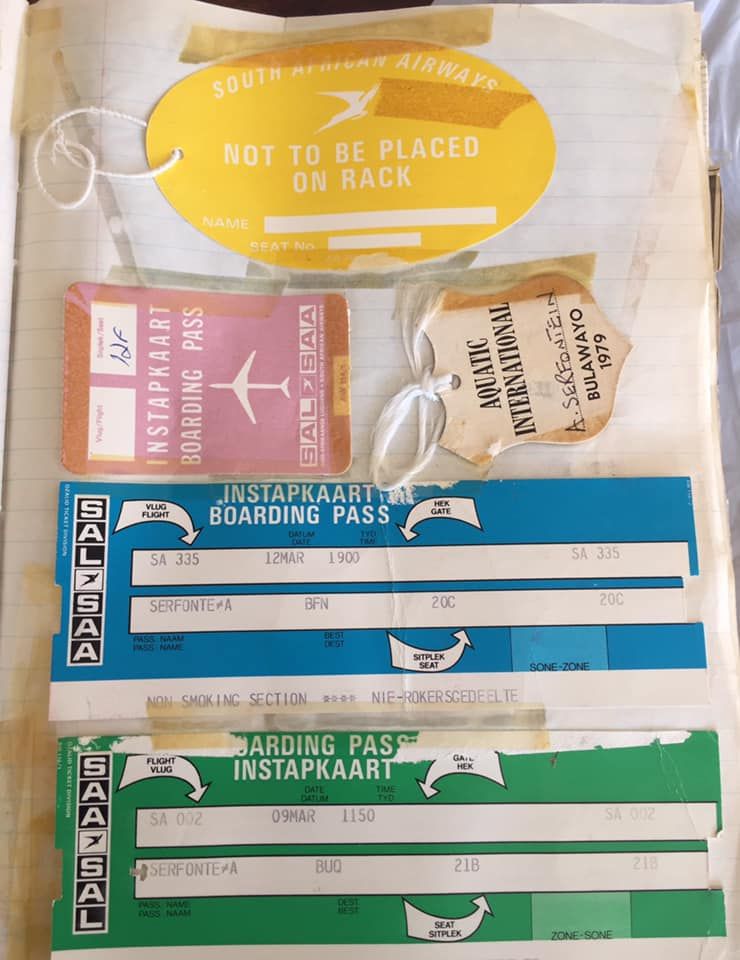 SOUTH AFRICAN AIRWAYS
NOT TO BE PLACED
ON RACK
NAME
SEAT No
Vlug/Flight
Sitplek/Seat
12F
INSTAPKAART
BOARDING PASS
SAL SAA
AQUATIC
INTERNATIONAL
A. SERFONTEIN
BULAWAYO
1979
INSTAPKAART
BOARDING PASS
SAL SAA
VLUG
FLIGHT
HEK
GATE
DATUM
DATE
TYD
TIME
SA 335 12MAR 1900 SA 335
SERFONTE≠A BFN 20C 20C
PASS. NAAM
PASS. NAME
BEST.
DEST.
SITPLEK
SEAT
SONE-ZONE
NON SMOKING SECTION **** NIE-ROKERSGEDEELTE
OARDING PASS
INSTAPKAART
SAA SAL
FLIGHT
VLUG
GATE
HEK
DATE
DATUM
TIME
TYD
SA 002 09MAR 1150 SA 002
SERFONTE≠A BUQ 21B 21B
PASS. NAME
PASS. NAAM
DEST.
BEST.
SEAT
SITPLEK
ZONE-SONE